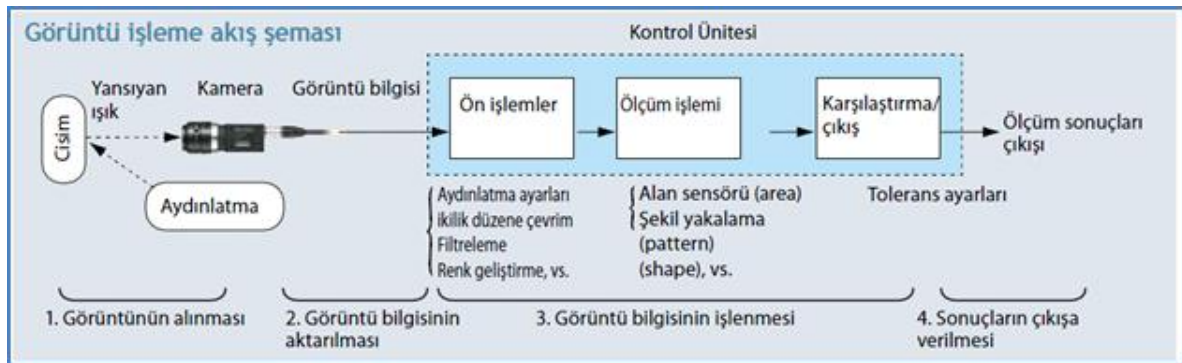 Görüntü işleme akış şeması
Kontrol Ünitesi
Yansıyan
ışık
Kamera
Görüntü bilgisi
Cisim
Aydınlatma
Ön işlemler
Ölçüm işlemi
Karşılaştırma/
çıkış
Ölçüm sonuçları
çıkışı
Aydınlatma ayarları
ikilik düzene çevrim
Filtreleme
Renk geliştirme, vs.
Alan sensörü (area)
Şekil yakalama
(pattern)
(shape), vs.
Tolerans ayarları
1. Görüntünün alınması
2. Görüntü bilgisinin
aktarılması
3. Görüntü bilgisinin işlenmesi
4. Sonuçların çıkışa
verilmesi